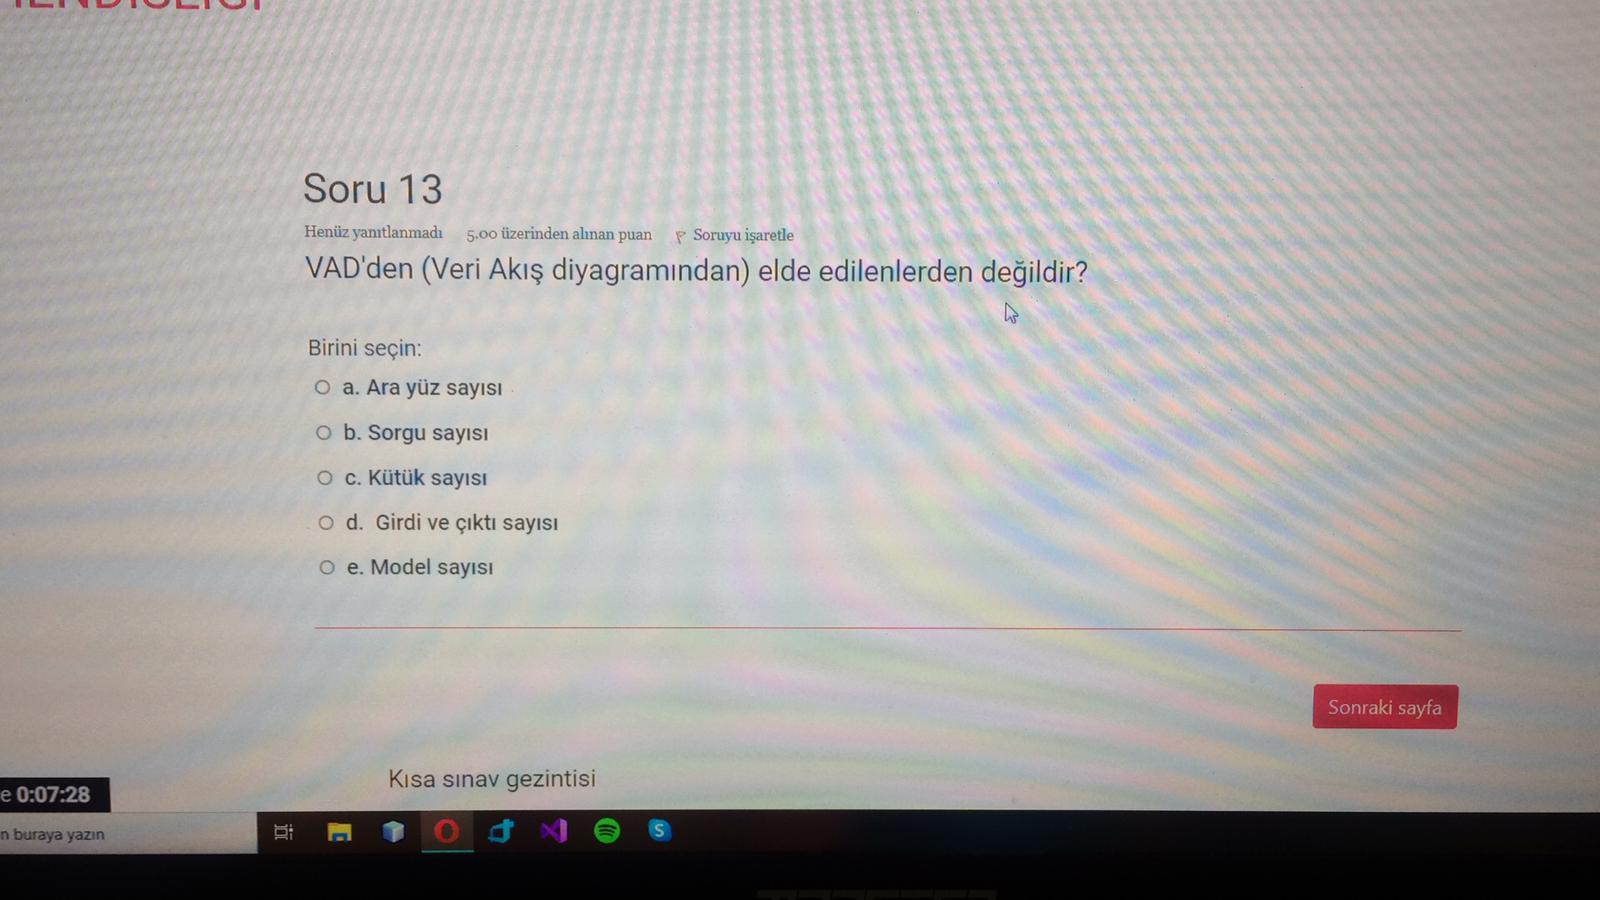 Soru 13
Henüz yanıtlanmadı 5.00 üzerinden alınan puan Soruyu işaretle
VAD'den (Veri Akış diyagramından) elde edilenlerden değildir?
Birini seçin:
a. Ara yüz sayısı
b. Sorgu sayısı
c. Kütük sayısı
d. Girdi ve çıktı sayısı
e. Model sayısı
Sonraki sayfa
Kısa sınav gezintisi
e 0:07:28
n buraya yazın